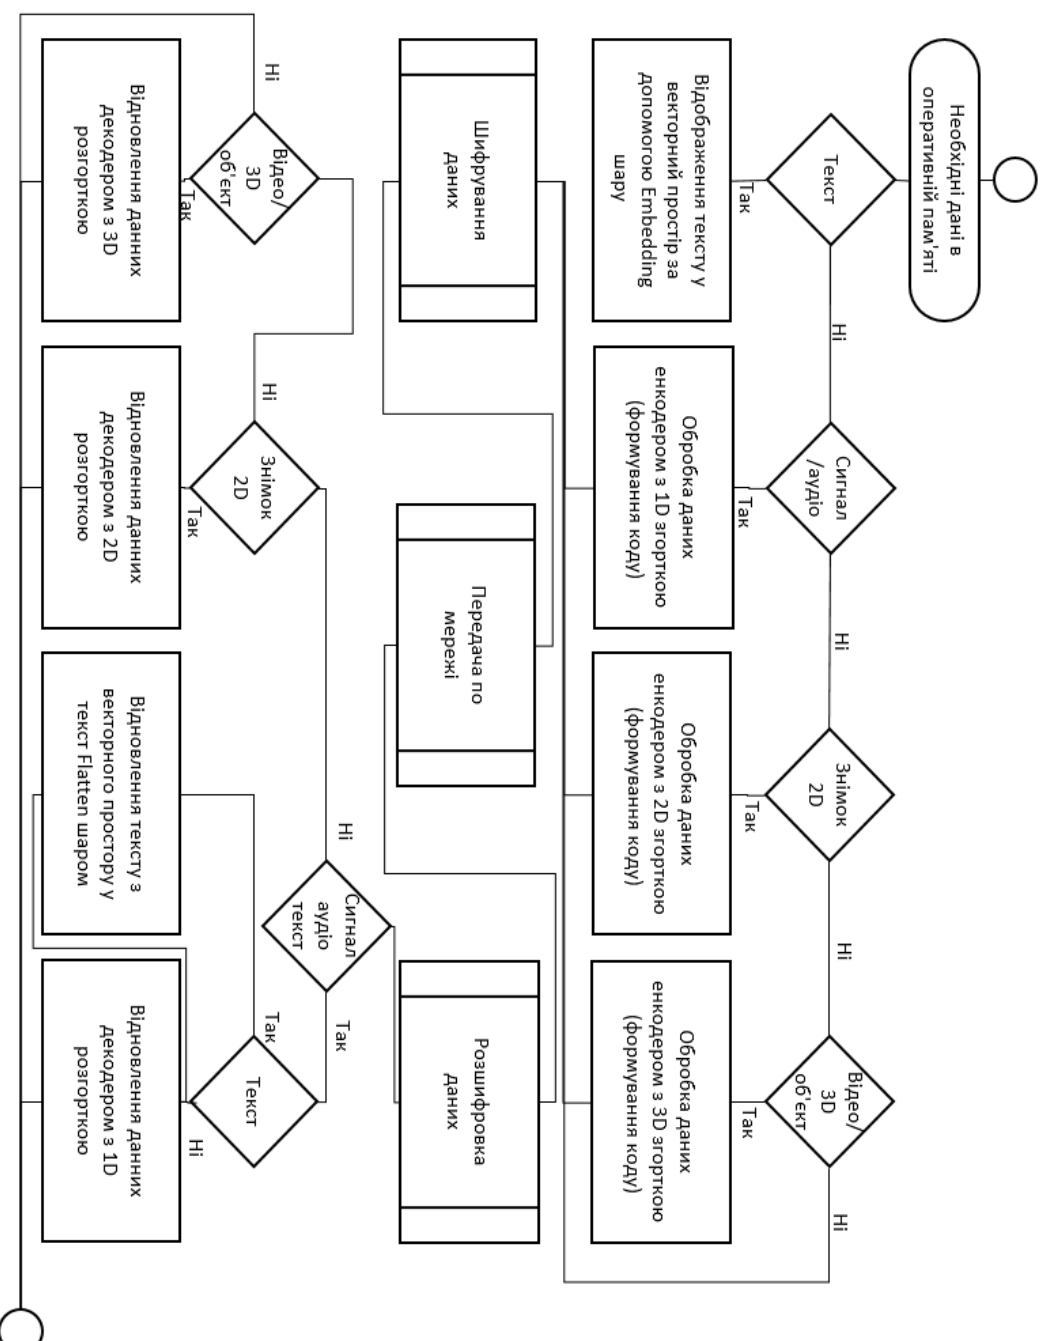 Необхідні дані в
оперативній пам'яті
Текст
Ні
Сигнал
/аудіо
Ні
Знімок
2D
Ні
Відео/
3D
об'єкт
Ні
Так
Так
Так
Так
Відображення тексту у
векторний простір за
допомогою Embedding
шару
Обробка даних
енкодером з 1D згорткою
(формування коду)
Обробка даних
енкодером з 2D згорткою
(формування коду)
Обробка даних
енкодером з 3D згорткою
(формування коду)
Шифрування
даних
Передача по
мережі
Розшифровка
даних
Сигнал
аудіо
текст
Ні
Так
Ні
Відео/
3D
об'єкт
Так
Ні
Знімок
2D
Так
Так
Текст
Ні
Відновлення данних
декодером з 3D
розгорткою
Відновлення данних
декодером з 2D
розгорткою
Відновлення тексту з
векторного простору у
текст Flatten шаром
Відновлення данних
декодером з 1D
розгорткою